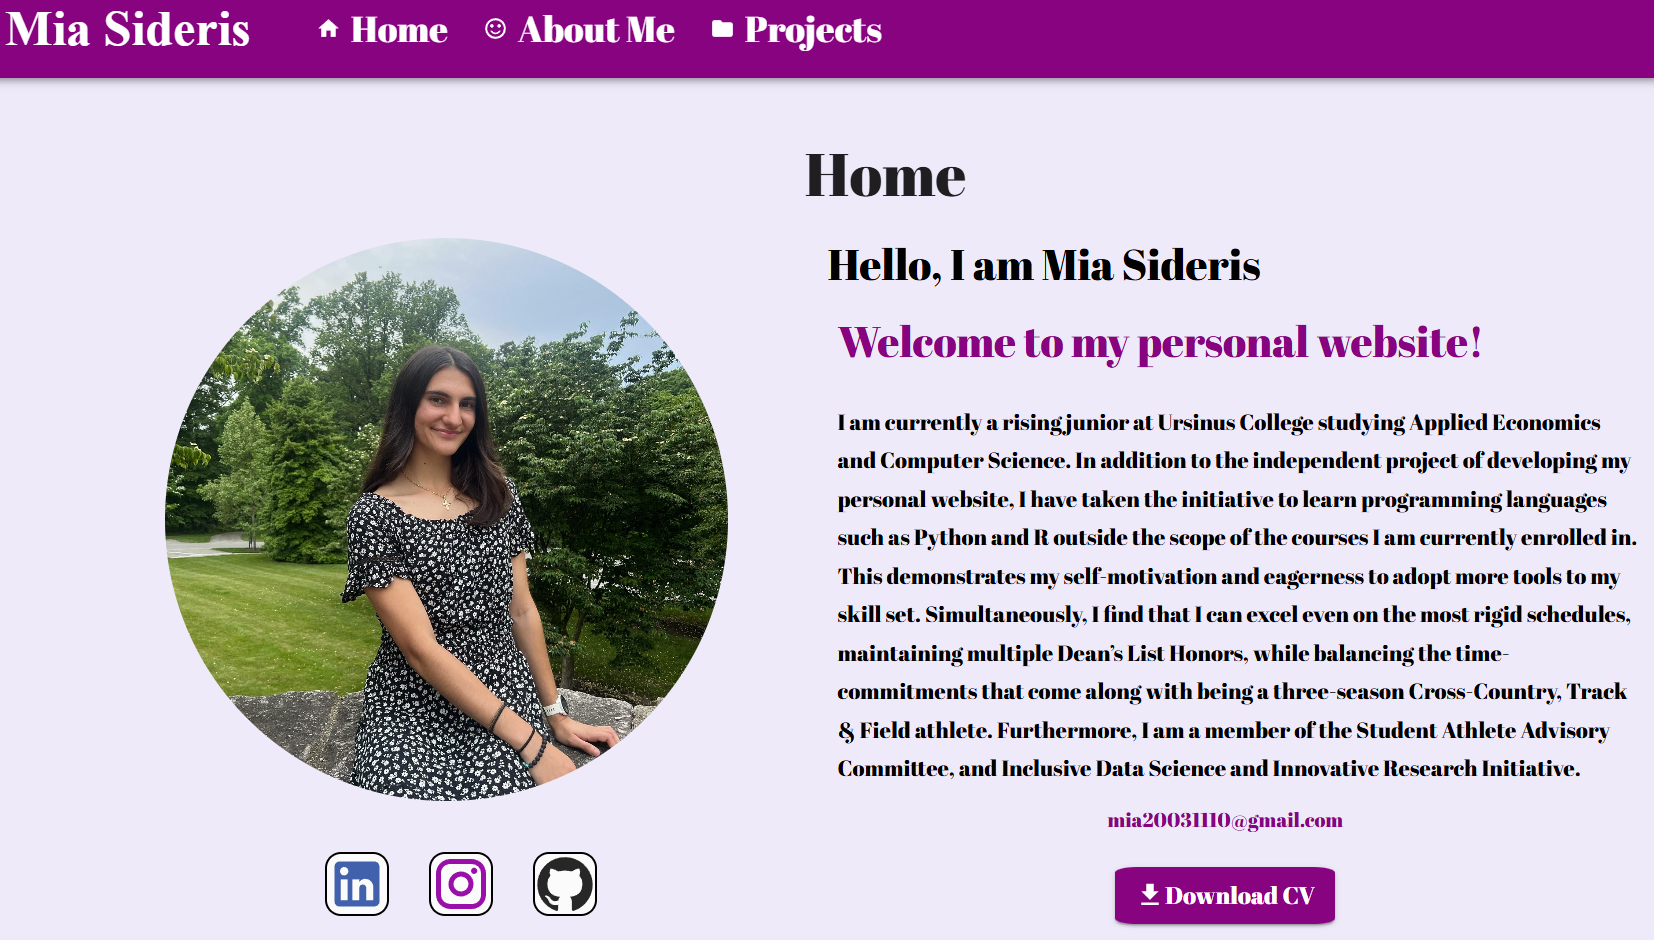 Mia Sideris
Home
About Me
Projects
Home
Hello, I am Mia Sideris
Welcome to my personal website!
I am currently a rising junior at Ursinus College studying Applied Economics
and Computer Science. In addition to the independent project of developing my
personal website, I have taken the initiative to learn programming languages
such as Python and R outside the scope of the courses I am currently enrolled in.
This demonstrates my self-motivation and eagerness to adopt more tools to my
skill set. Simultaneously, I find that I can excel even on the most rigid schedules,
maintaining multiple Dean’s List Honors, while balancing the time-
commitments that come along with being a three-season Cross-Country, Track
& Field athlete. Furthermore, I am a member of the Student Athlete Advisory
Committee, and Inclusive Data Science and Innovative Research Initiative.
mia20031110@gmail.com
in
Download CV